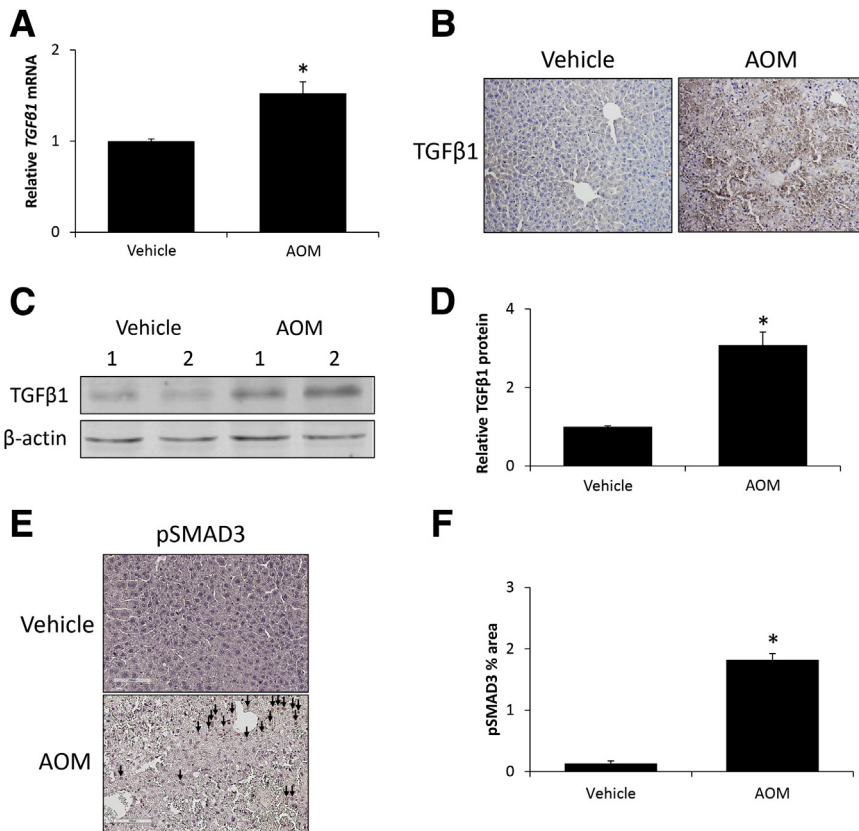 A
Relative TGFβ1 mRNA
2
1
0
*
Vehicle
AOM
B
Vehicle
AOM
TGFβ1
C
Vehicle
AOM
1
2
1
2
TGFβ1
β-actin
D
Relative TGFβ1 protein
4
2
0
*
Vehicle
AOM
E
pSMAD3
Vehicle
AOM
F
pSMAD3 % area
3
2
1
0
*
Vehicle
AOM